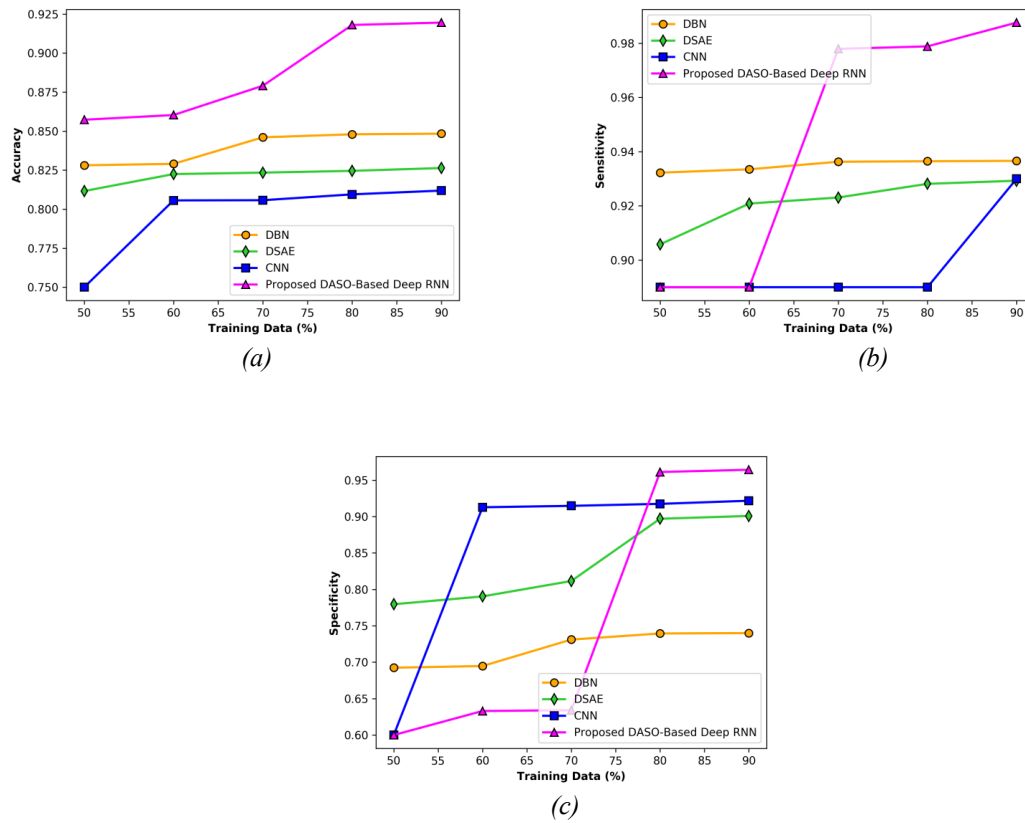 0.925
0.900
0.875
0.850
0.825
0.800
0.775
0.750
Accuracy
DBN
DSAE
CNN
Proposed DASO-Based Deep RNN
50 55 60 65 70 75 80 85 90
Training Data (%)
(a)
0.98
0.96
0.94
0.92
0.90
Sensitivity
DBN
DSAE
CNN
Proposed DASO-Based Deep RNN
50 55 60 65 70 75 80 85 90
Training Data (%)
(b)
0.95
0.90
0.85
0.80
0.75
0.70
0.65
0.60
Specificity
DBN
DSAE
CNN
Proposed DASO-Based Deep RNN
50 55 60 65 70 75 80 85 90
Training Data (%)
(c)